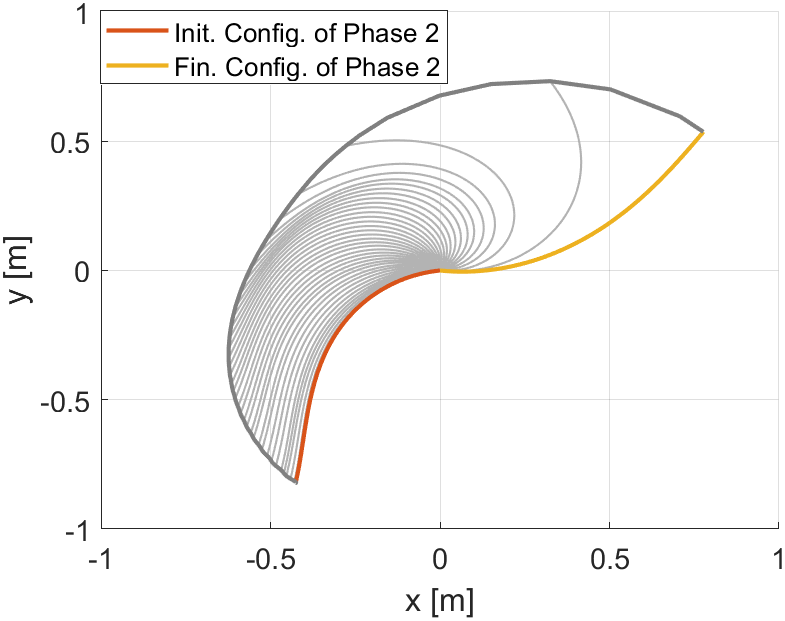 1
Init. Config. of Phase 2
Fin. Config. of Phase 2
0.5
0
-0.5
-1
y [m]
-1
-0.5
0
0.5
1
x [m]